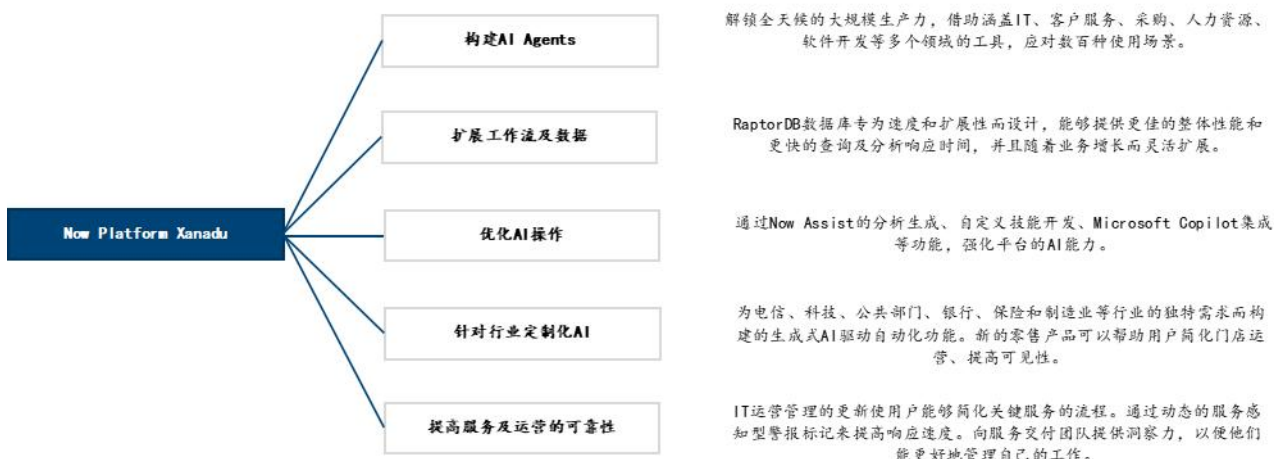 构建AI Agents
解锁全天候的大规模生产力，借助涵盖IT、客户服务、采购、人力资源、
软件开发等多个领域的工具，应对数百种使用场景。
扩展工作流及数据
RaptorDB数据库专为速度和扩展性而设计，能够提供更佳的整体性能和
更快的查询及分析响应时间，并且随着业务增长而灵活扩展。
Now Platform Xanadu
优化AI操作
通过Now Assist的分析生成、自定义技能开发、Microsoft Copilot集成
等功能，强化平台的AI能力。
针对行业定制化AI
为电信、科技、公共部门、银行、保险和制造业等行业的独特需求而构
建的生成式AI驱动自动化功能。新的零售产品可以帮助用户简化门店运
营、提高可见性。
提高服务及运营的可靠性
IT运营管理的更新使用户能够简化关键服务的流程。通过动态的服务感
知型警报标记来提高响应速度。向服务交付团队提供洞察力，以便他们
能更好地管理自己的工作。